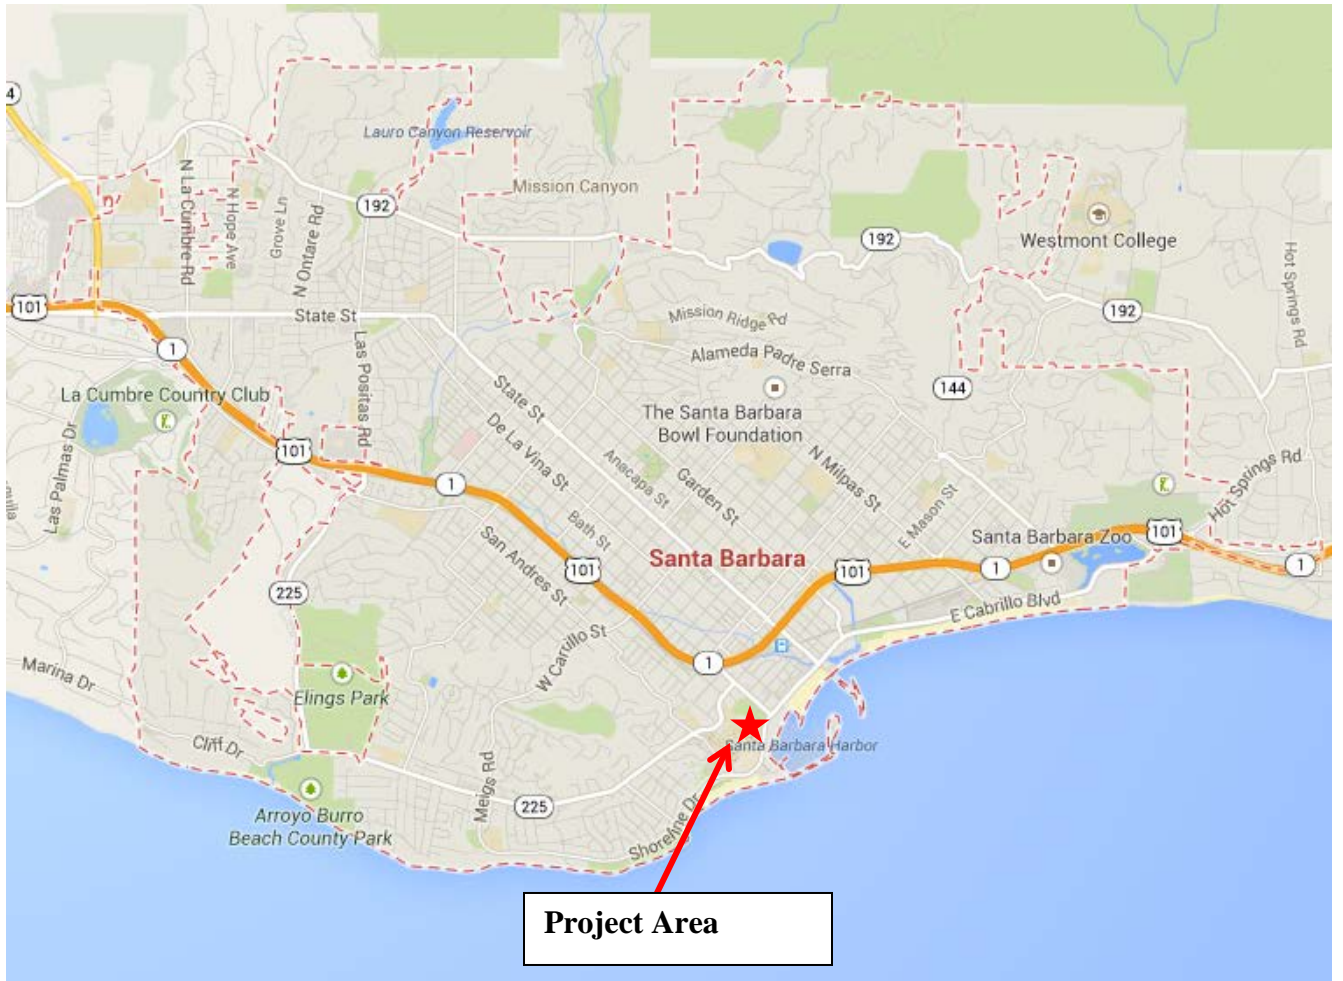 4
Lauro Canyon Reservoir
N La Cumbre Rd
N Hope Ave
Grove Ln
N Ontare Rd
192
Mission Canyon
192
Westmont College
Hot Springs Rd
101
State St
192
Mission Ridge Rd
Alameda Padre Serra
1
Las Positas Rd
144
La Cumbre Country Club
State St
The Santa Barbara
Bowl Foundation
De La Vina St
Anacapa St
Garden St
N Milpas St
101
1
Las Palmas Dr
Hot Springs Rd
E Mason St
Bath St
San Andres St
Santa Barbara Zoo
101
Santa Barbara
101
101
1
1
225
E Cabrillo Blvd
W Carrillo St
1
Marina Dr
Elings Park
Cliff Dr
Santa Barbara Harbor
Meigs Rd
225
Arroyo Burro
Beach County Park
Shoreline Dr
Project Area